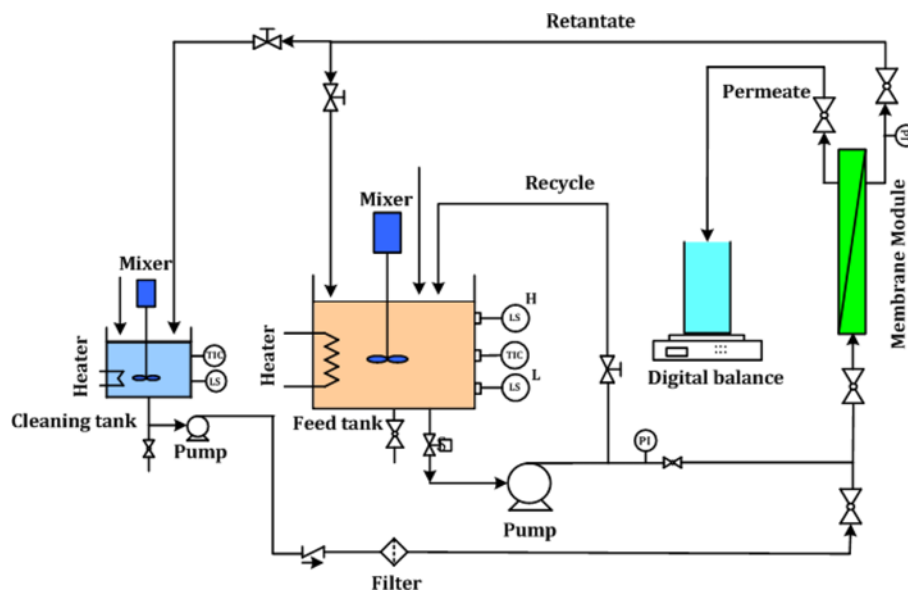 Retantate
Permeate
PI
Membrane Module
Recycle
Mixer
Mixer
H
LS
TIC
L
LS
Heater
TIC
LS
Heater
Digital balance
Cleaning tank
Feed tank
PI
Pump
Pump
Filter